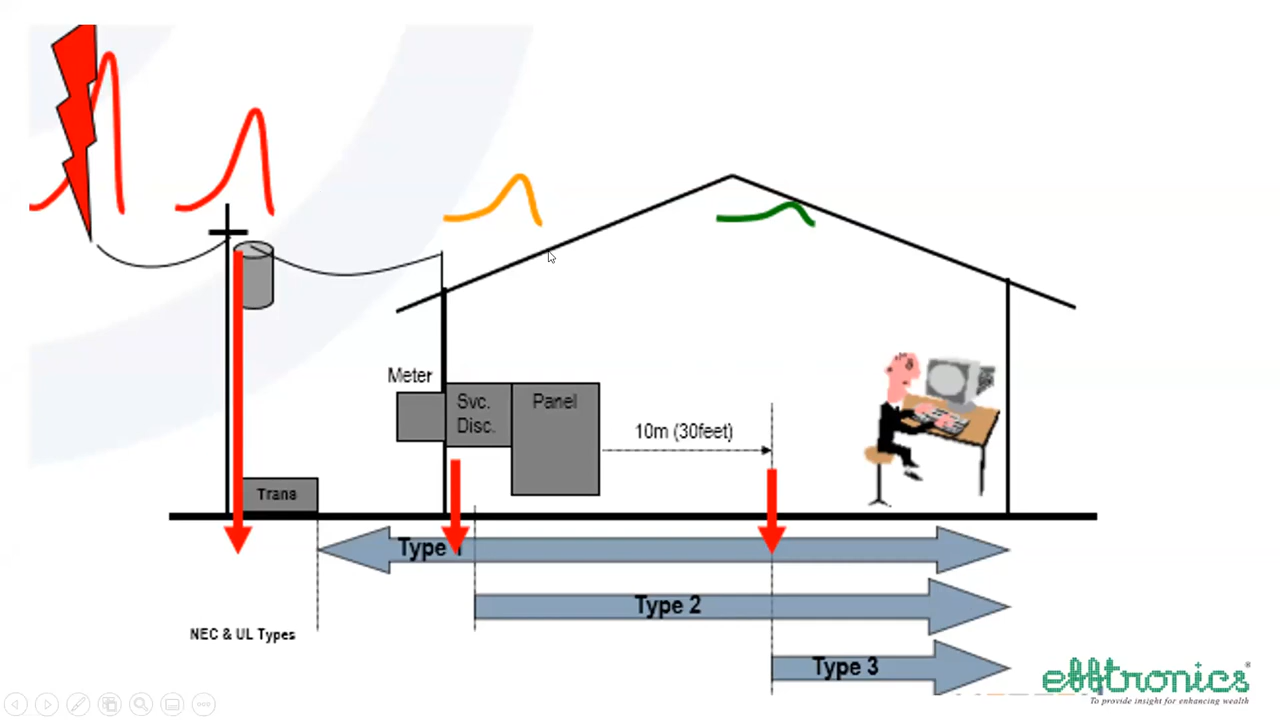 Meter
Svc.
Disc.
Panel
10m (30feet)
Trans
Type 1
Type 2
NEC & UL Types
Type 3
efftronics
®
To provide insight for enhancing wealth